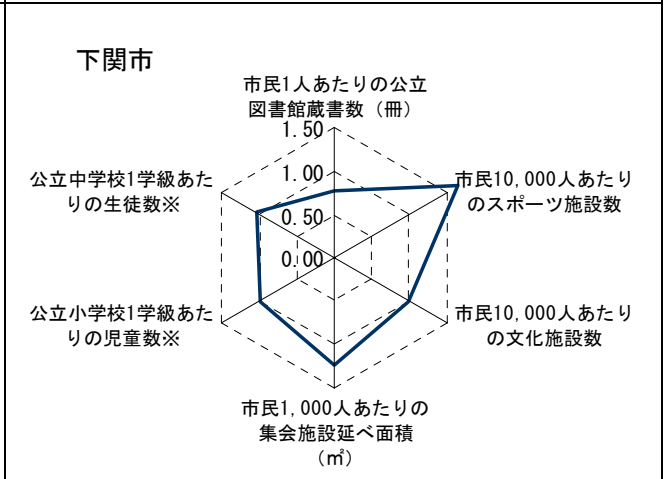 下関市
市民1人あたりの公立
図書館蔵書数（冊）
1.50
1.00
0.50
0.00
市民10,000人あたり
のスポーツ施設数
市民10,000人あたり
の文化施設数
市民1,000人あたりの
集会施設延べ面積
（㎡）
公立小学校1学級あた
りの児童数※
公立中学校1学級あた
りの生徒数※